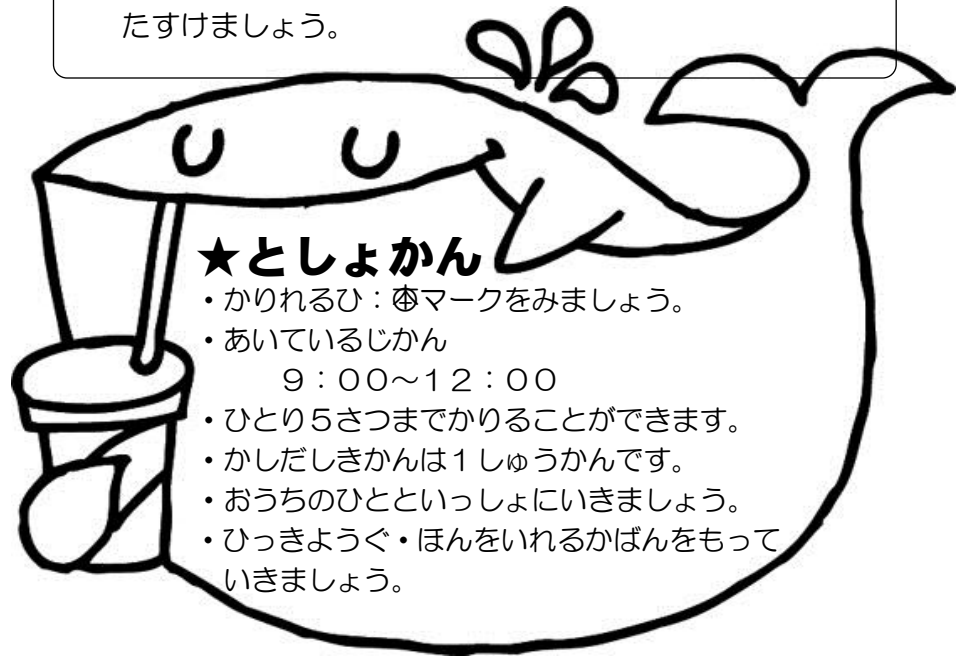 たすけましょう。
★としょかん
・かりれるひ：本マークをみましょう。
・あいているじかん
９：００～１２：００
・ひとり５さつまでかりることができます。
・かしだしきかんは１しゅうかんです。
・おうちのひとといっしょにいきましょう。
・ひっきようぐ・ほんをいれるかばんをもって
いきましょう。